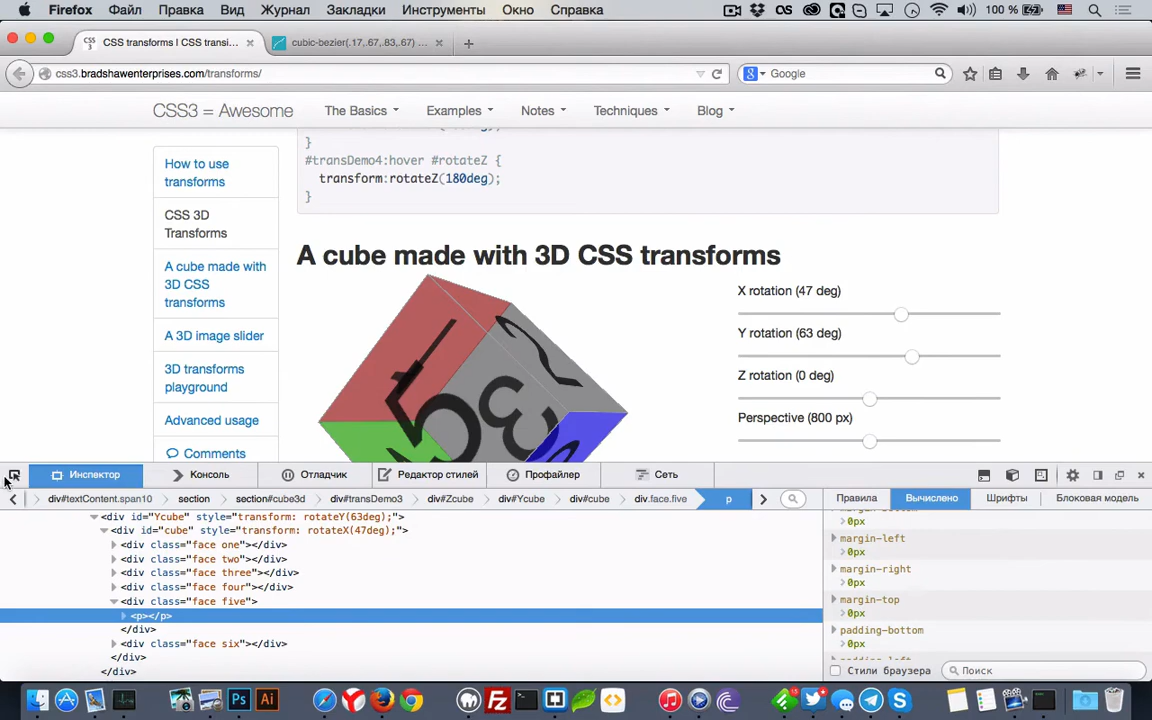 Firefox Файл Правка Вид Журнал Закладки Инструменты Окно Справка 100 %
CSS transforms | CSS transi... cubic-bezier(.17,.67,.83,.67) ...
css3.bradshawenterprises.com/transforms/ Google
CSS3 = Awesome The Basics Examples Notes Techniques Blog
How to use
transforms
CSS 3D
Transforms
A cube made with
3D CSS
transforms
A 3D image slider
3D transforms
playground
Advanced usage
Comments
}
#transDemo4:hover #rotateZ {
transform:rotateZ(180deg);
}
A cube made with 3D CSS transforms
1
2
5
3
X rotation (47 deg)
Y rotation (63 deg)
Z rotation (0 deg)
Perspective (800 px)
Инспектор Консоль Отладчик Редактор стилей Профайлер Сеть
div#textContent.span10 section section#cube3d div#transDemo3 div#Zcube div#Ycube div#cube div.face.five p
Правила Вычислено Шрифты Блоковая модель
<div id="Ycube" style="transform: rotateY(63deg);">
<div id="cube" style="transform: rotateX(47deg);">
<div class="face one"></div>
<div class="face two"></div>
<div class="face three"></div>
<div class="face four"></div>
<div class="face five">
<p></p>
</div>
<div class="face six"></div>
</div>
</div>
0px
margin-left
0px
margin-right
0px
margin-top
0px
padding-bottom
0px
Стили браузера Поиск